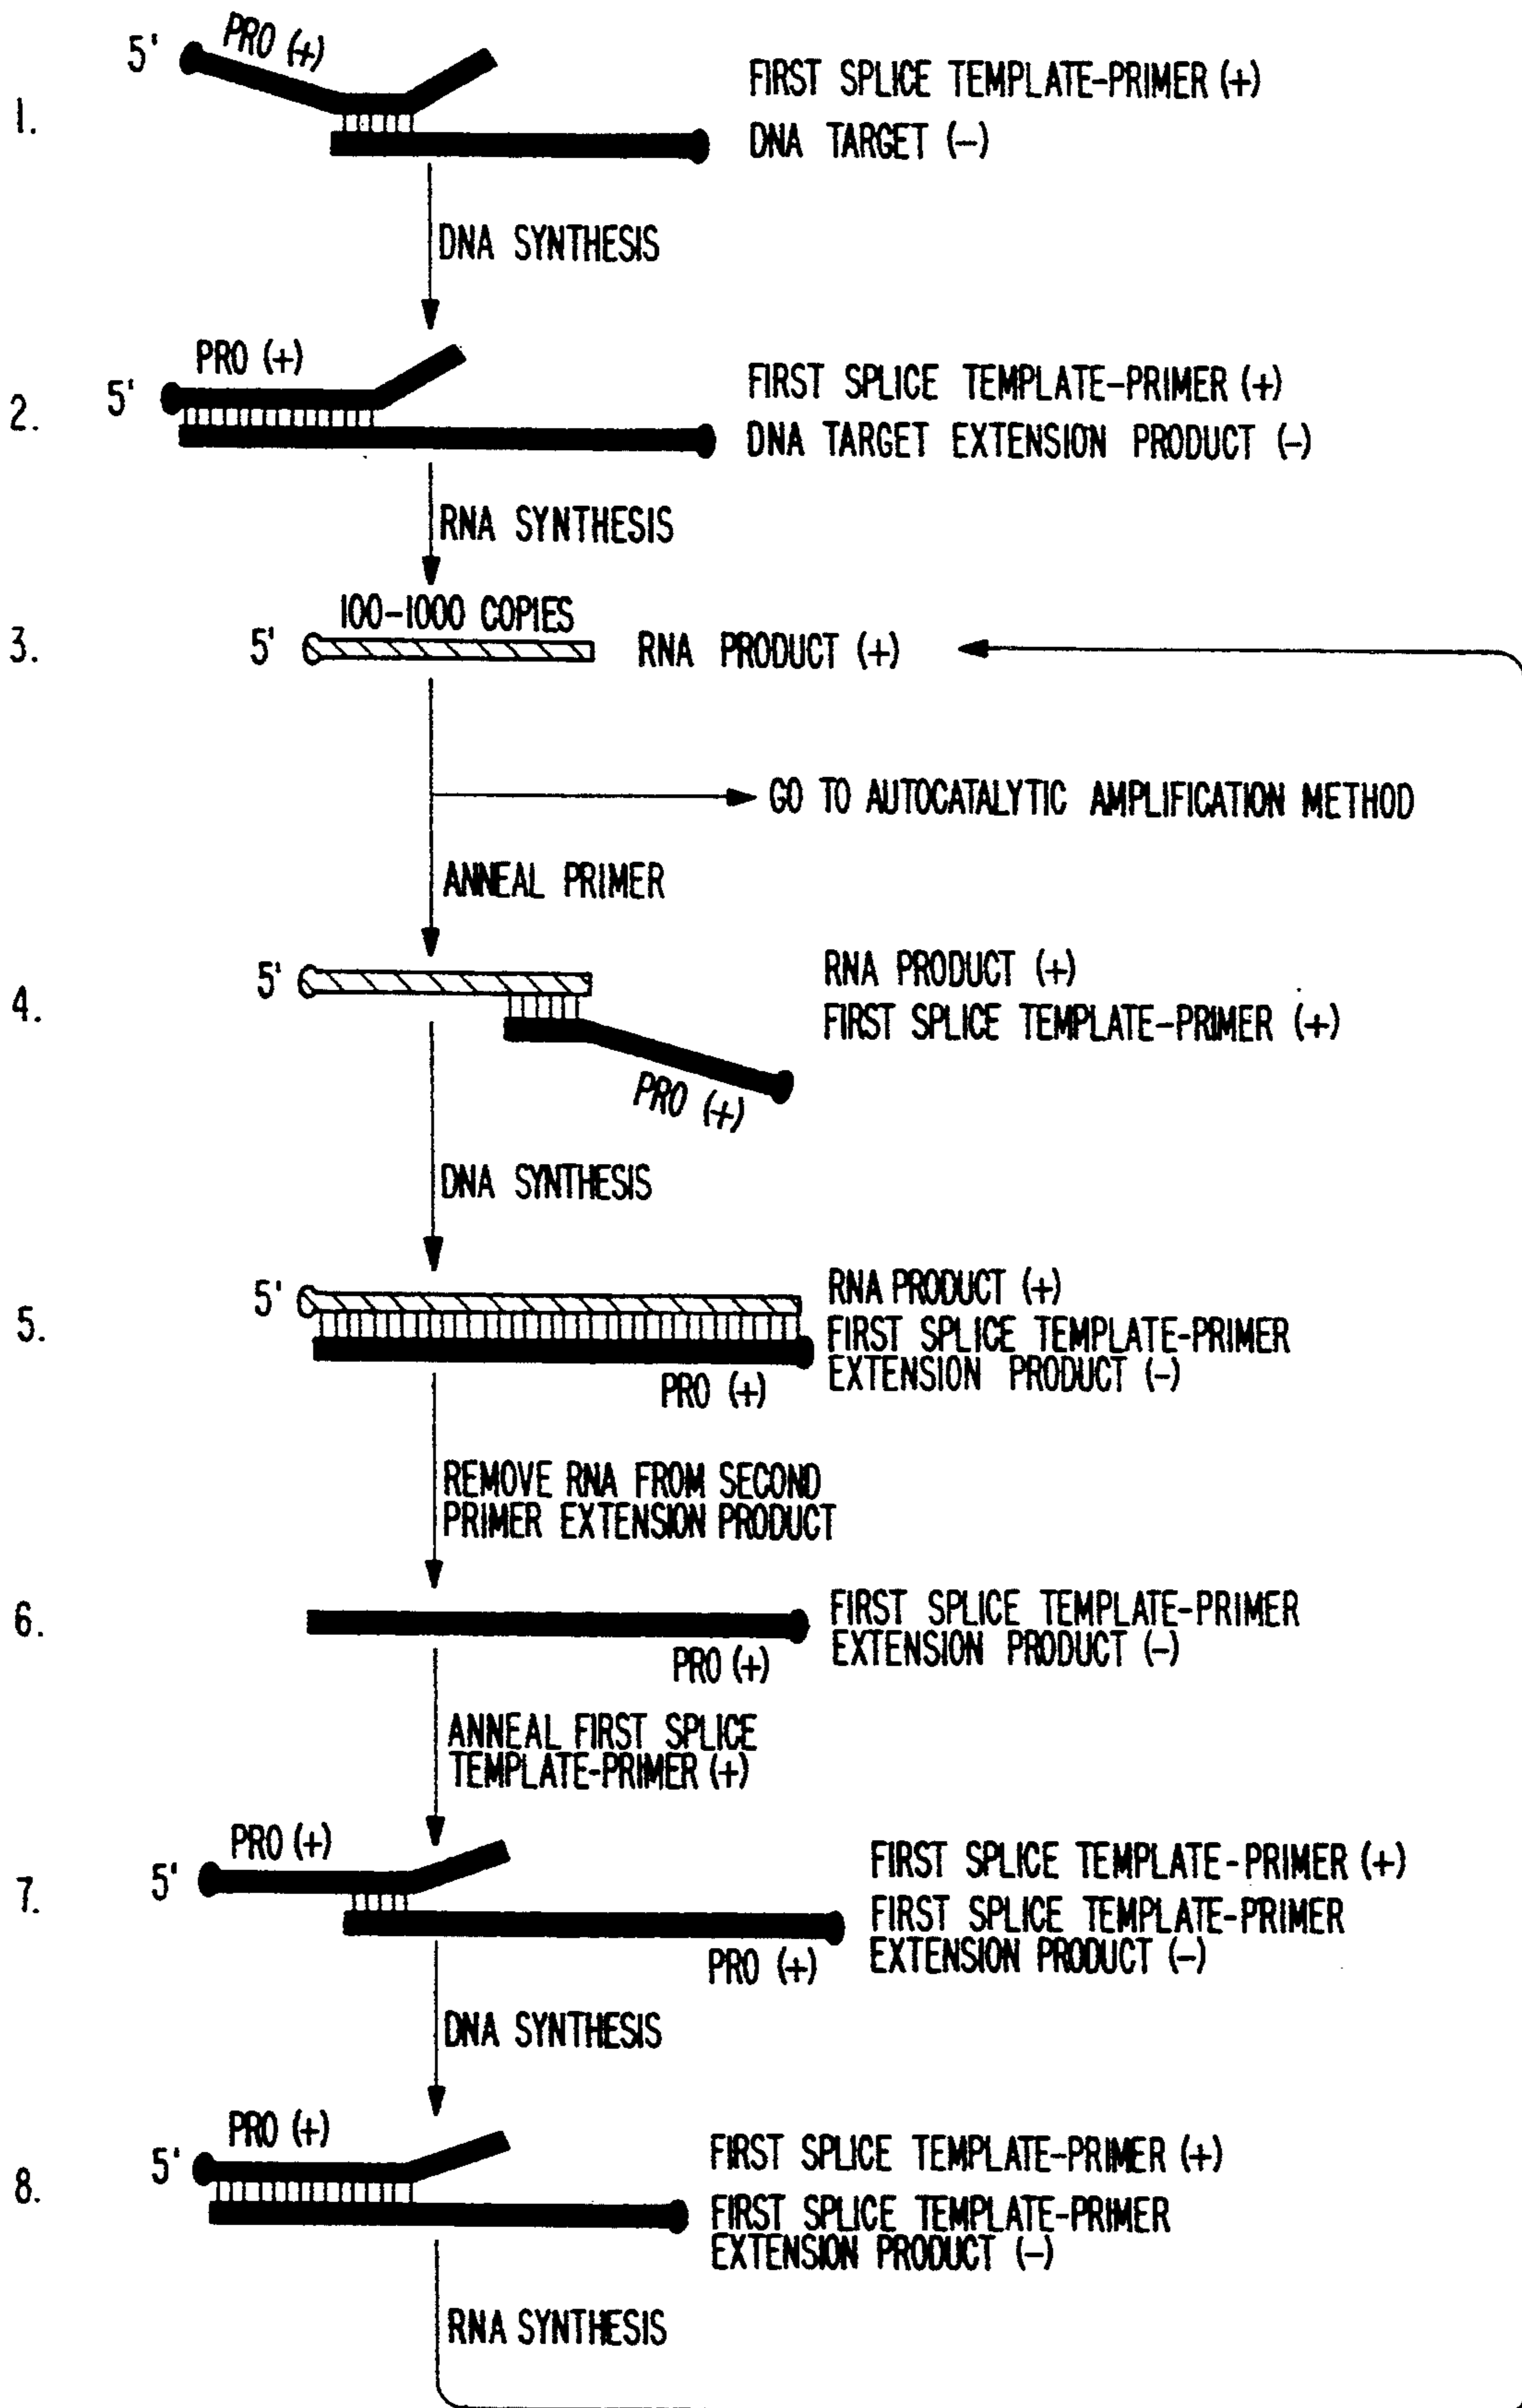 5' PRO (+)
1.
FIRST SPLICE TEMPLATE-PRIMER (+)
DNA TARGET (-)
DNA SYNTHESIS
PRO (+)
5'
2.
FIRST SPLICE TEMPLATE-PRIMER (+)
DNA TARGET EXTENSION PRODUCT (-)
RNA SYNTHESIS
100-1000 COPIES
3.
5'
RNA PRODUCT (+)
GO TO AUTOCATALYTIC AMPLIFICATION METHOD
ANNEAL PRIMER
5'
4.
RNA PRODUCT (+)
FIRST SPLICE TEMPLATE-PRIMER (+)
PRO (+)
DNA SYNTHESIS
5'
5.
RNA PRODUCT (+)
FIRST SPLICE TEMPLATE-PRIMER
EXTENSION PRODUCT (-)
PRO (+)
REMOVE RNA FROM SECOND
PRIMER EXTENSION PRODUCT
6.
FIRST SPLICE TEMPLATE-PRIMER
EXTENSION PRODUCT (-)
PRO (+)
ANNEAL FIRST SPLICE
TEMPLATE-PRIMER (+)
PRO (+)
5'
7.
FIRST SPLICE TEMPLATE-PRIMER (+)
FIRST SPLICE TEMPLATE-PRIMER
EXTENSION PRODUCT (-)
PRO (+)
DNA SYNTHESIS
PRO (+)
5'
8.
FIRST SPLICE TEMPLATE-PRIMER (+)
FIRST SPLICE TEMPLATE-PRIMER
EXTENSION PRODUCT (-)
RNA SYNTHESIS